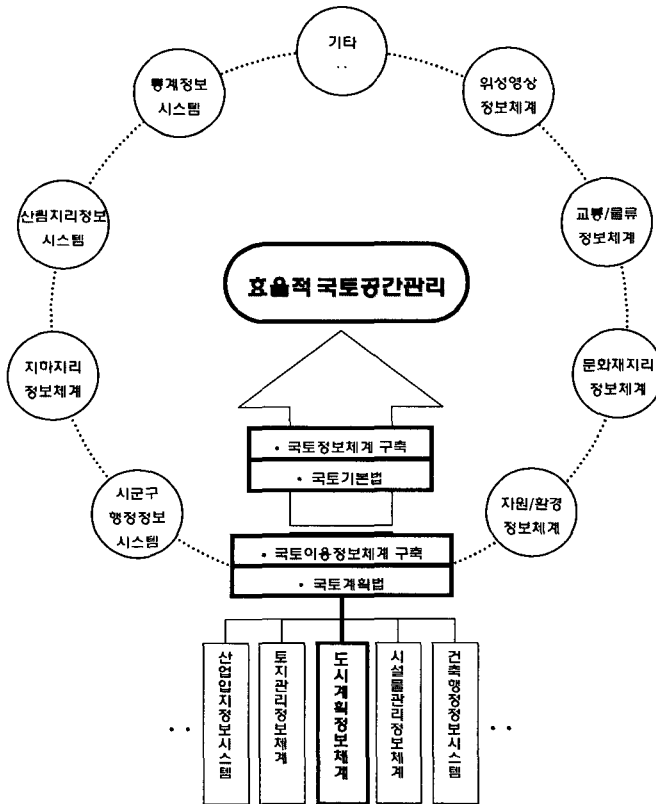 기타
. .
통계정보
시스템
위성영상
정보체계
산림지리정보
시스템
교통/물류
정보체계
효율적 국토공간관리
지하지리
정보체계
문화재지리
정보체계
• 국토정보체계 구축
• 국토기본법
시군구
행정정보
시스템
자원/환경
정보체계
• 국토이용정보체계 구축
• 국토계획법
. .
산업입지정보시스템
토지관리정보체계
도시계획정보체계
시설물관리정보체계
건축행정정보시스템
. .